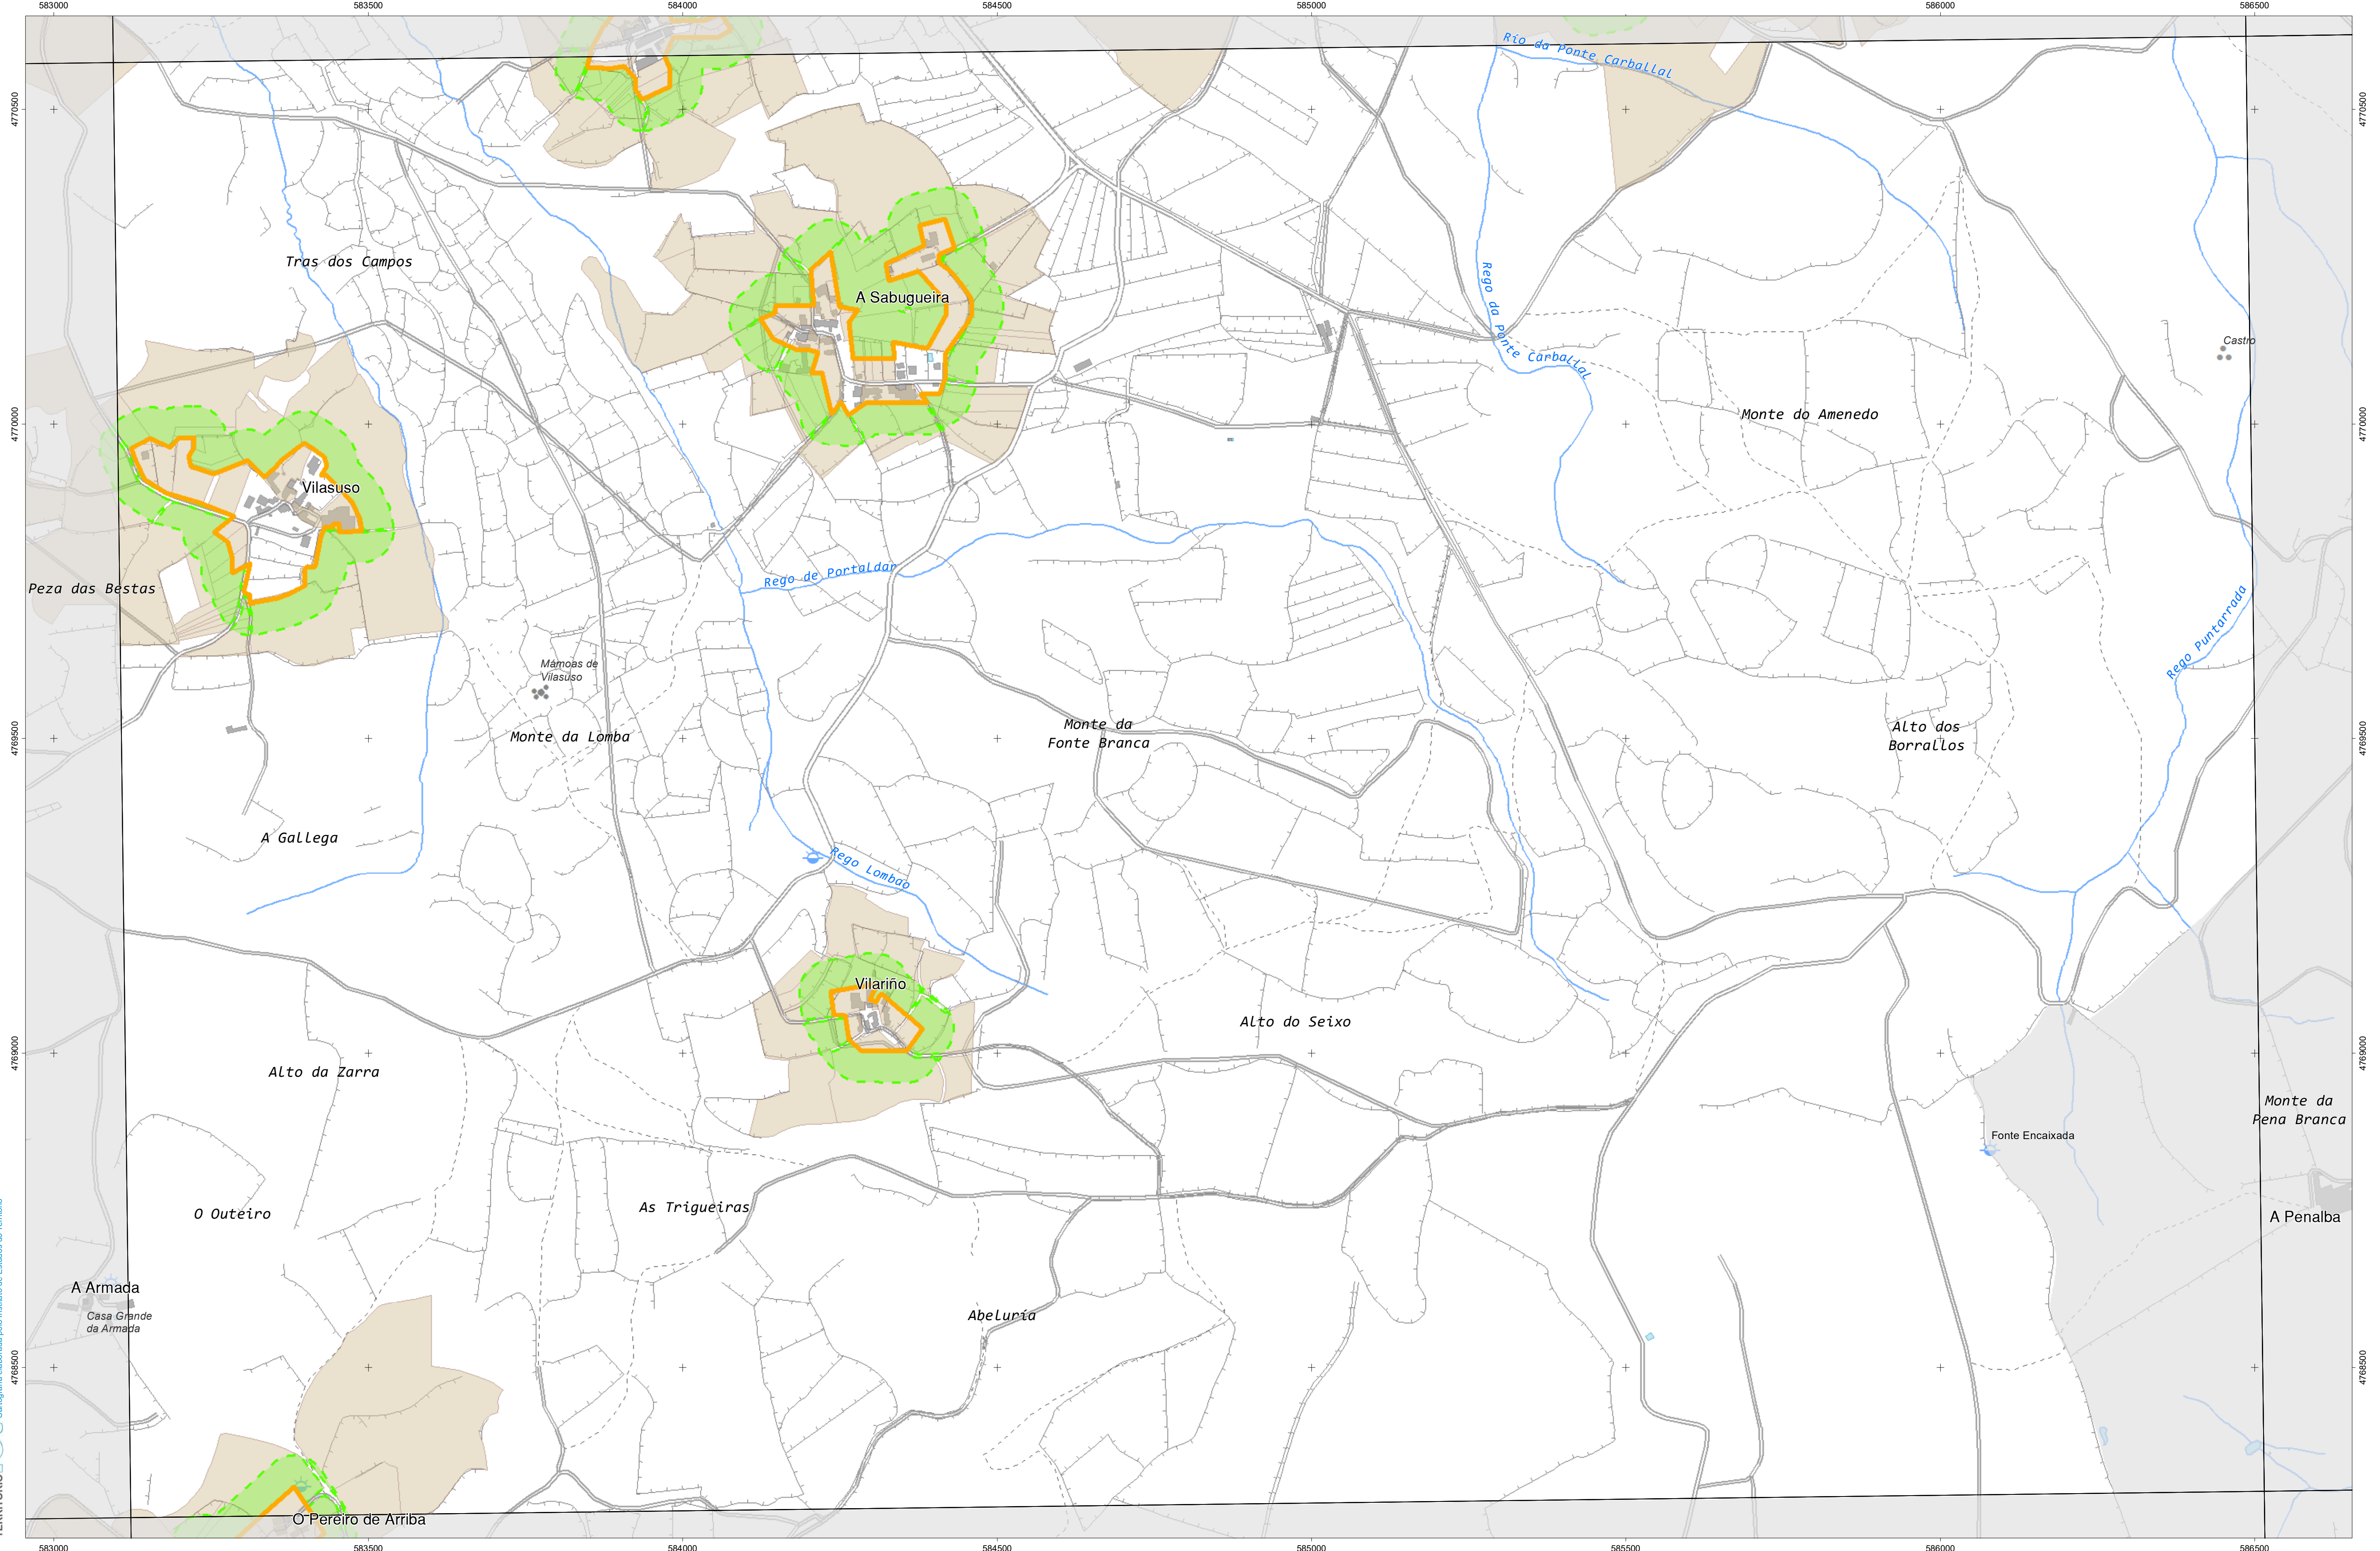 583000 583500 584000 584500 585000 586000 586500
Río da Ponte Carballal
4770500 4770500
Tras dos Campos
A Sabugueira
Rego da Ponte Carballal
Castro
Monte do Amenedo
4770000 4770000
Vilasuso
Rego de Portaldar
Peza das Bestas
Rego Puntarrada
Mámoas de
Vilasuso
Monte da Lomba
Monte da
Fonte Branca
Alto dos
Borrallos
4769500 4769500
A Gallega
Rego Lombao
Vilariño
Alto do Seixo
4769000 4769000
Alto da Zarra
Monte da
Pena Branca
Fonte Encaixada
O Outeiro
As Trigueiras
A Penalba
A Armada
Casa Grande
da Armada
Abeluría
4768500 4768500
O Pereiro de Arriba
583000 583500 584000 584500 585000 585500 586000 586500